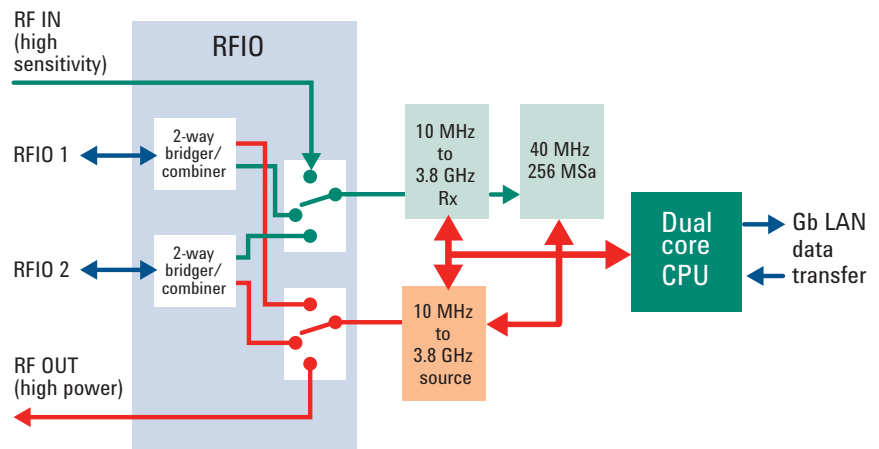 RF IN
(high
sensitivity)
RFIO
RFIO 1
2-way
bridger/
combiner
10 MHz
to
3.8 GHz
Rx
40 MHz
256 MSa
RFIO 2
2-way
bridger/
combiner
Dual
core
CPU
Gb LAN
data
transfer
10 MHz
to
3.8 GHz
source
RF OUT
(high power)